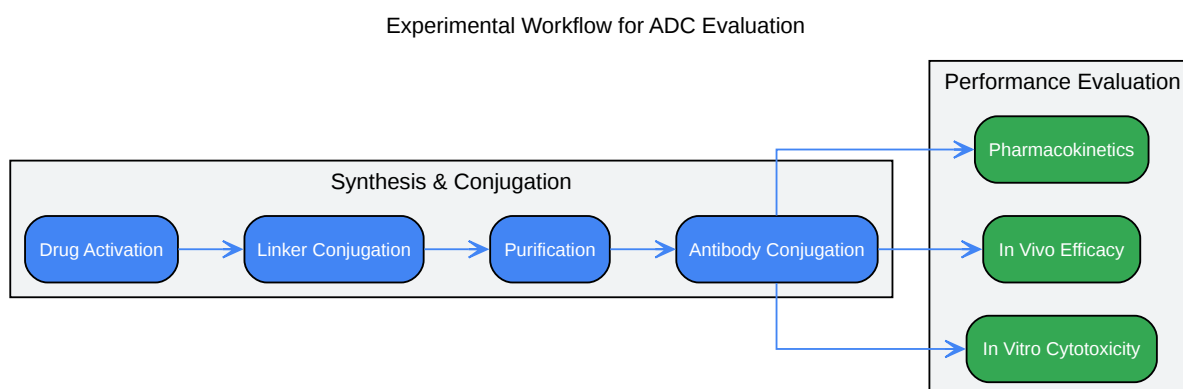 Experimental Workflow for ADC Evaluation
Performance Evaluation
Pharmacokinetics
Synthesis & Conjugation
Drug Activation
Linker Conjugation
Purification
Antibody Conjugation
In Vivo Efficacy
In Vitro Cytotoxicity